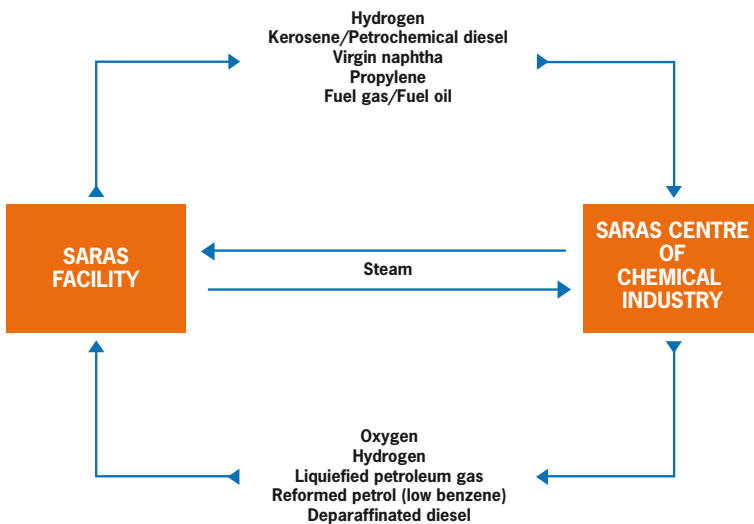 Hydrogen
Kerosene/Petrochemical diesel
Virgin naphtha
Propylene
Fuel gas/Fuel oil
SARAS
FACILITY
Steam
SARAS CENTRE
OF
CHEMICAL
INDUSTRY
Oxygen
Hydrogen
Liquiefied petroleum gas
Reformed petrol (low benzene)
Deparaffinated diesel